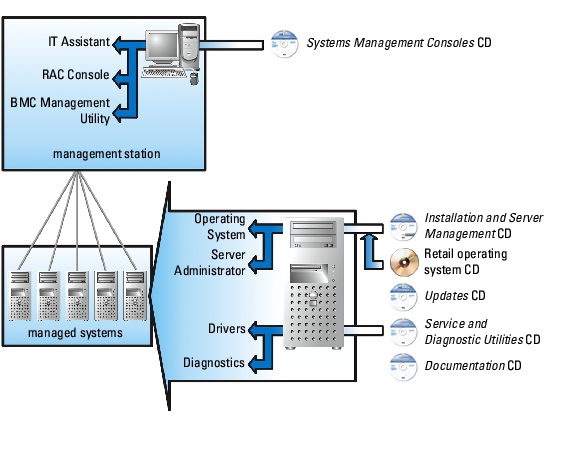 IT Assistant
RAC Console
BMC Management
Utility
management station
Systems Management Consoles CD
Operating
System
Server
Administrator
Drivers
Diagnostics
managed systems
Installation and Server
Management CD
Retail operating
system CD
Updates CD
Service and
Diagnostic Utilities CD
Documentation CD